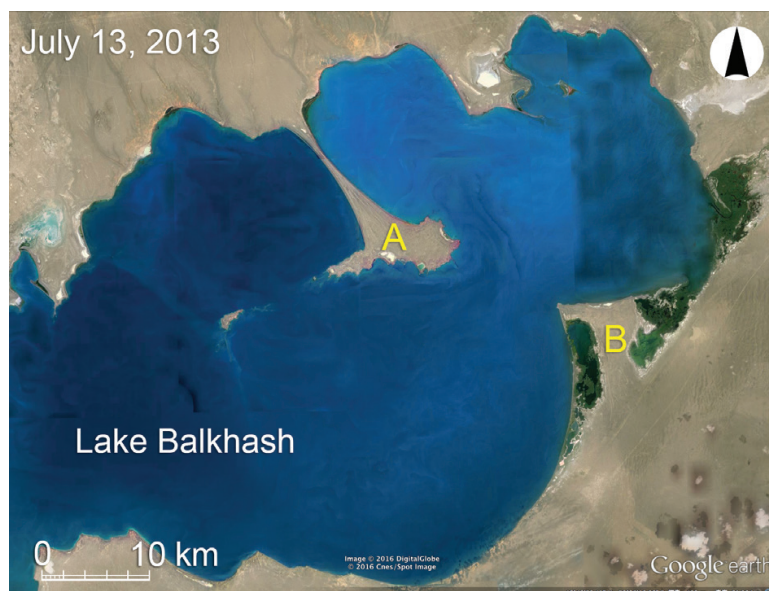 July 13, 2013
A
B
Lake Balkhash
0 10 km
Image © 2016 DigitalGlobe
© 2016 Cnes/Spot Image
Google earth